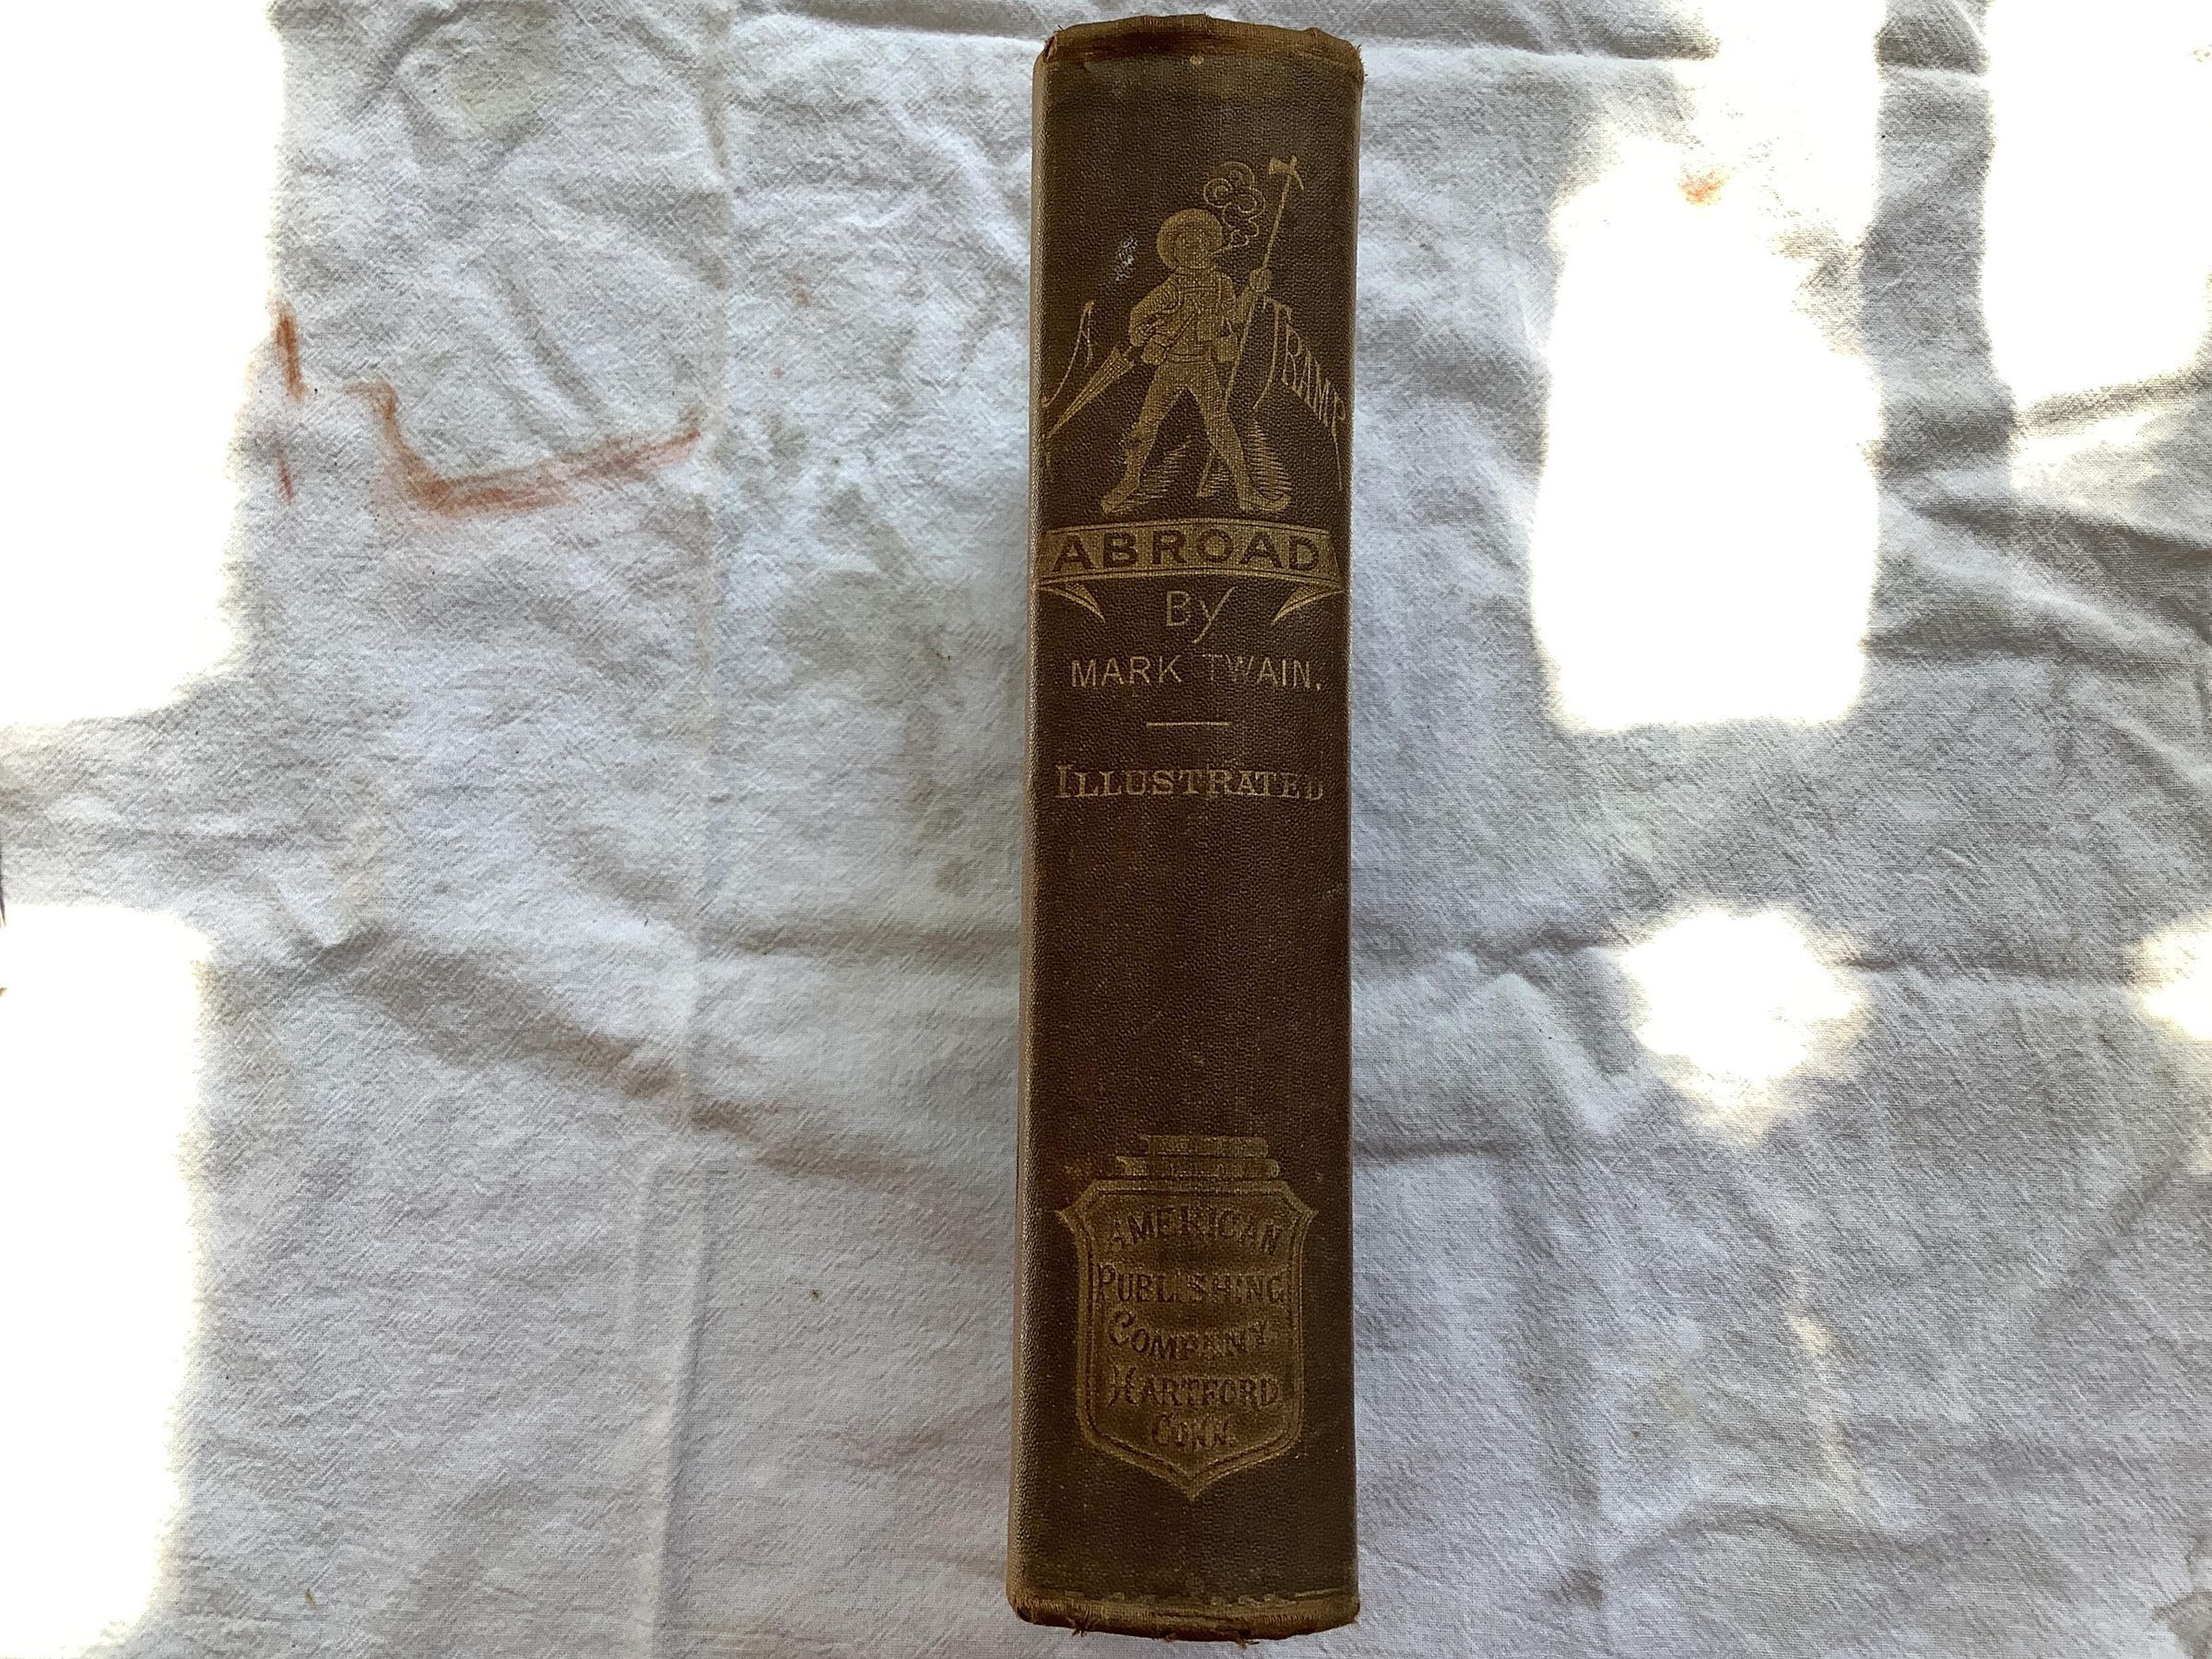 A TRAMP
ABROAD
By
MARK TWAIN.
ILLUSTRATED
AMERICAN
PUBLISHING
COMPANY
HARTFORD
CONN.